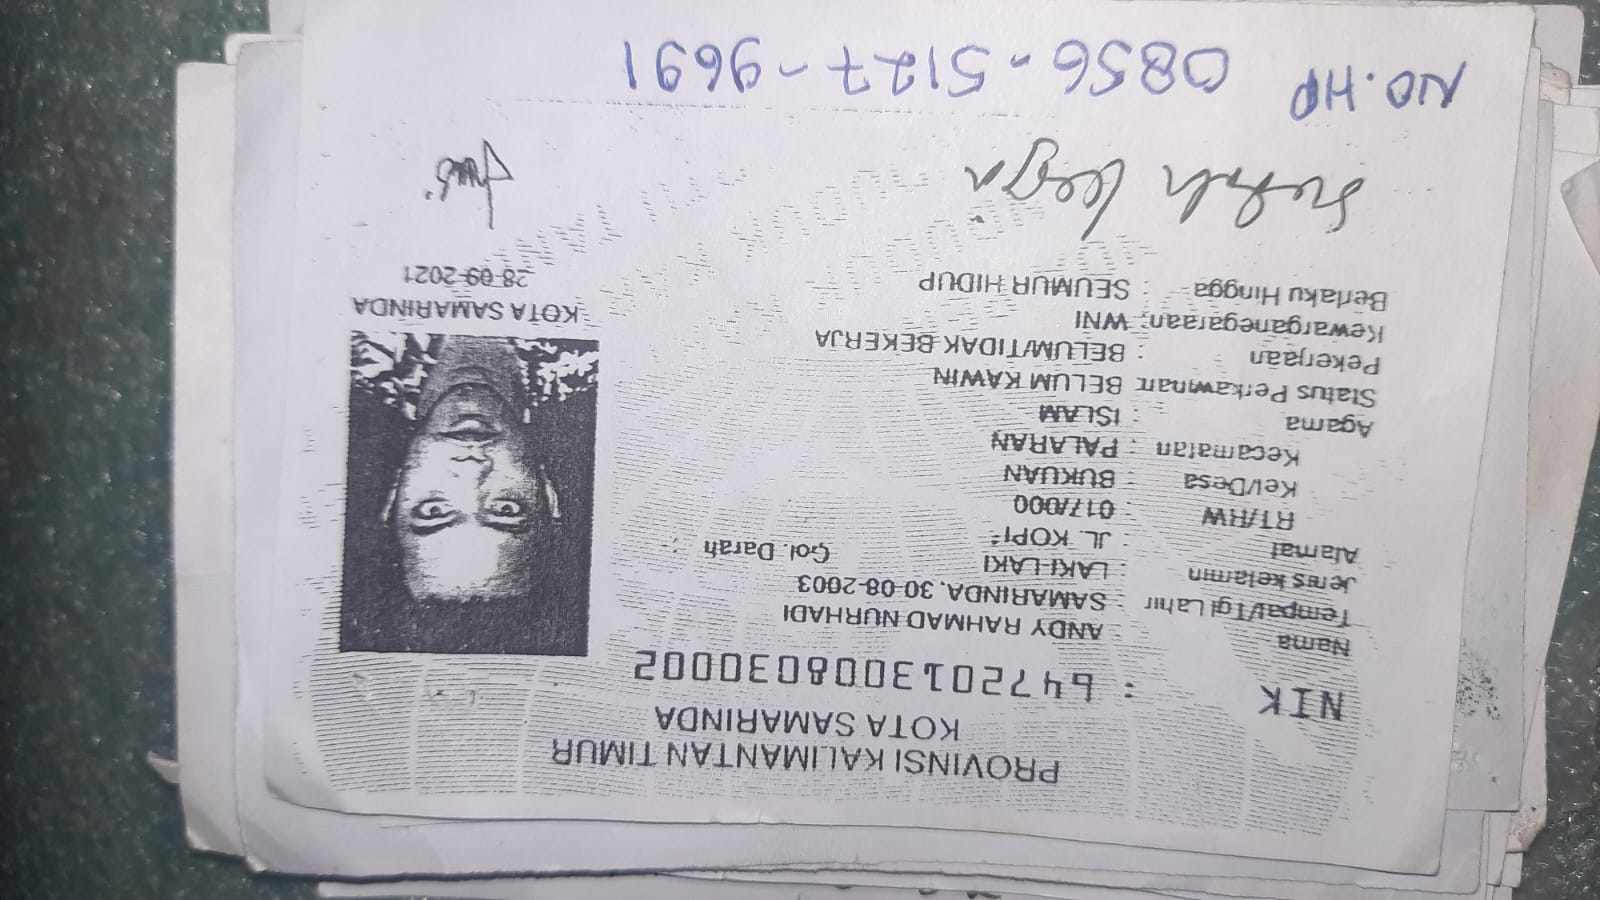 PROVINSI KALIMANTAN TIMUR
KOTA SAMARINDA
NIK : 6472013008030002
Nama : ANDY RAHMAD NURHADI
Tempat/Tgl Lahir : SAMARINDA, 30-08-2003
Jenis kelamin : LAKI-LAKI Gol. Darah :
Alamat : JL. KOPI
RT/RW : 017/000
Kel/Desa : BUKUAN
Kecamatan : PALARAN
Agama : ISLAM
Status Perkawinan: BELUM KAWIN
Pekerjaan : BELUM/TIDAK BEKERJA
Kewarganegaraan: WNI
Berlaku Hingga : SEUMUR HIDUP
KOTA SAMARINDA
28-09-2021
NO. HP 0856-5127-9691